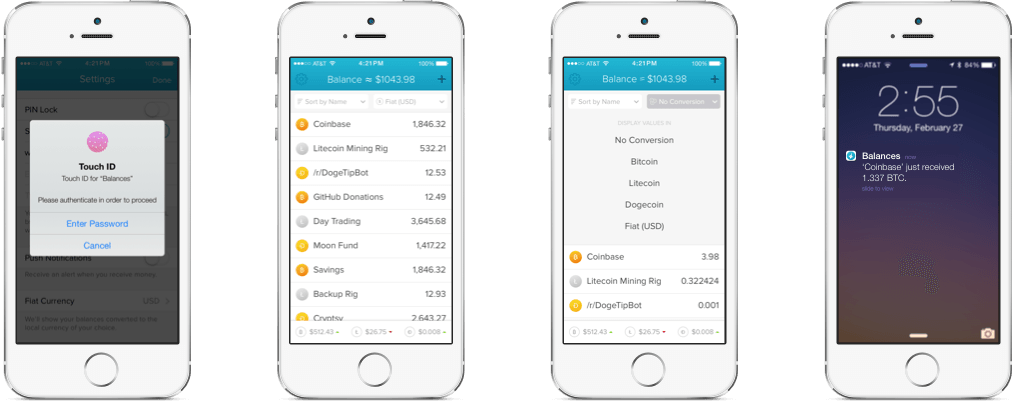 AT&T
Settings
Done
PIN Lock
Touch ID
Touch ID for "Balances"
Please authenticate in order to proceed
Enter Password
Cancel
Push Notifications
Become an alert when you receive money
Fiat Currency
USD
We'll show your balances converted to the
local currency of your choice
AT&T 4:21PM 100%
Balance ≈ $1043.98 +
Sort by Name
Fiat (USD)
Coinbase 1,846.32
Litecoin Mining Rig 532.21
/r/DogeTipBot 12.53
GitHub Donations 12.49
Day Trading 3,645.68
Moon Fund 1,417.22
Savings 1,846.32
Backup Rig 12.93
Cryptsy 2,643.27
$512.43 $26.75 $0.008
AT&T 4:21PM 100%
Balance = $1043.98 +
Sort by Name
No Conversion
DISPLAY VALUES IN
No Conversion
Bitcoin
Litecoin
Dogecoin
Fiat (USD)
Coinbase 3.98
Litecoin Mining Rig 0.322424
/r/DogeTipBot 0.001
$512.43 $26.75 $0.008
AT&T 84%
2:55
Thursday, February 27
Balances now
'Coinbase' just received
1.337 BTC.
slide to view